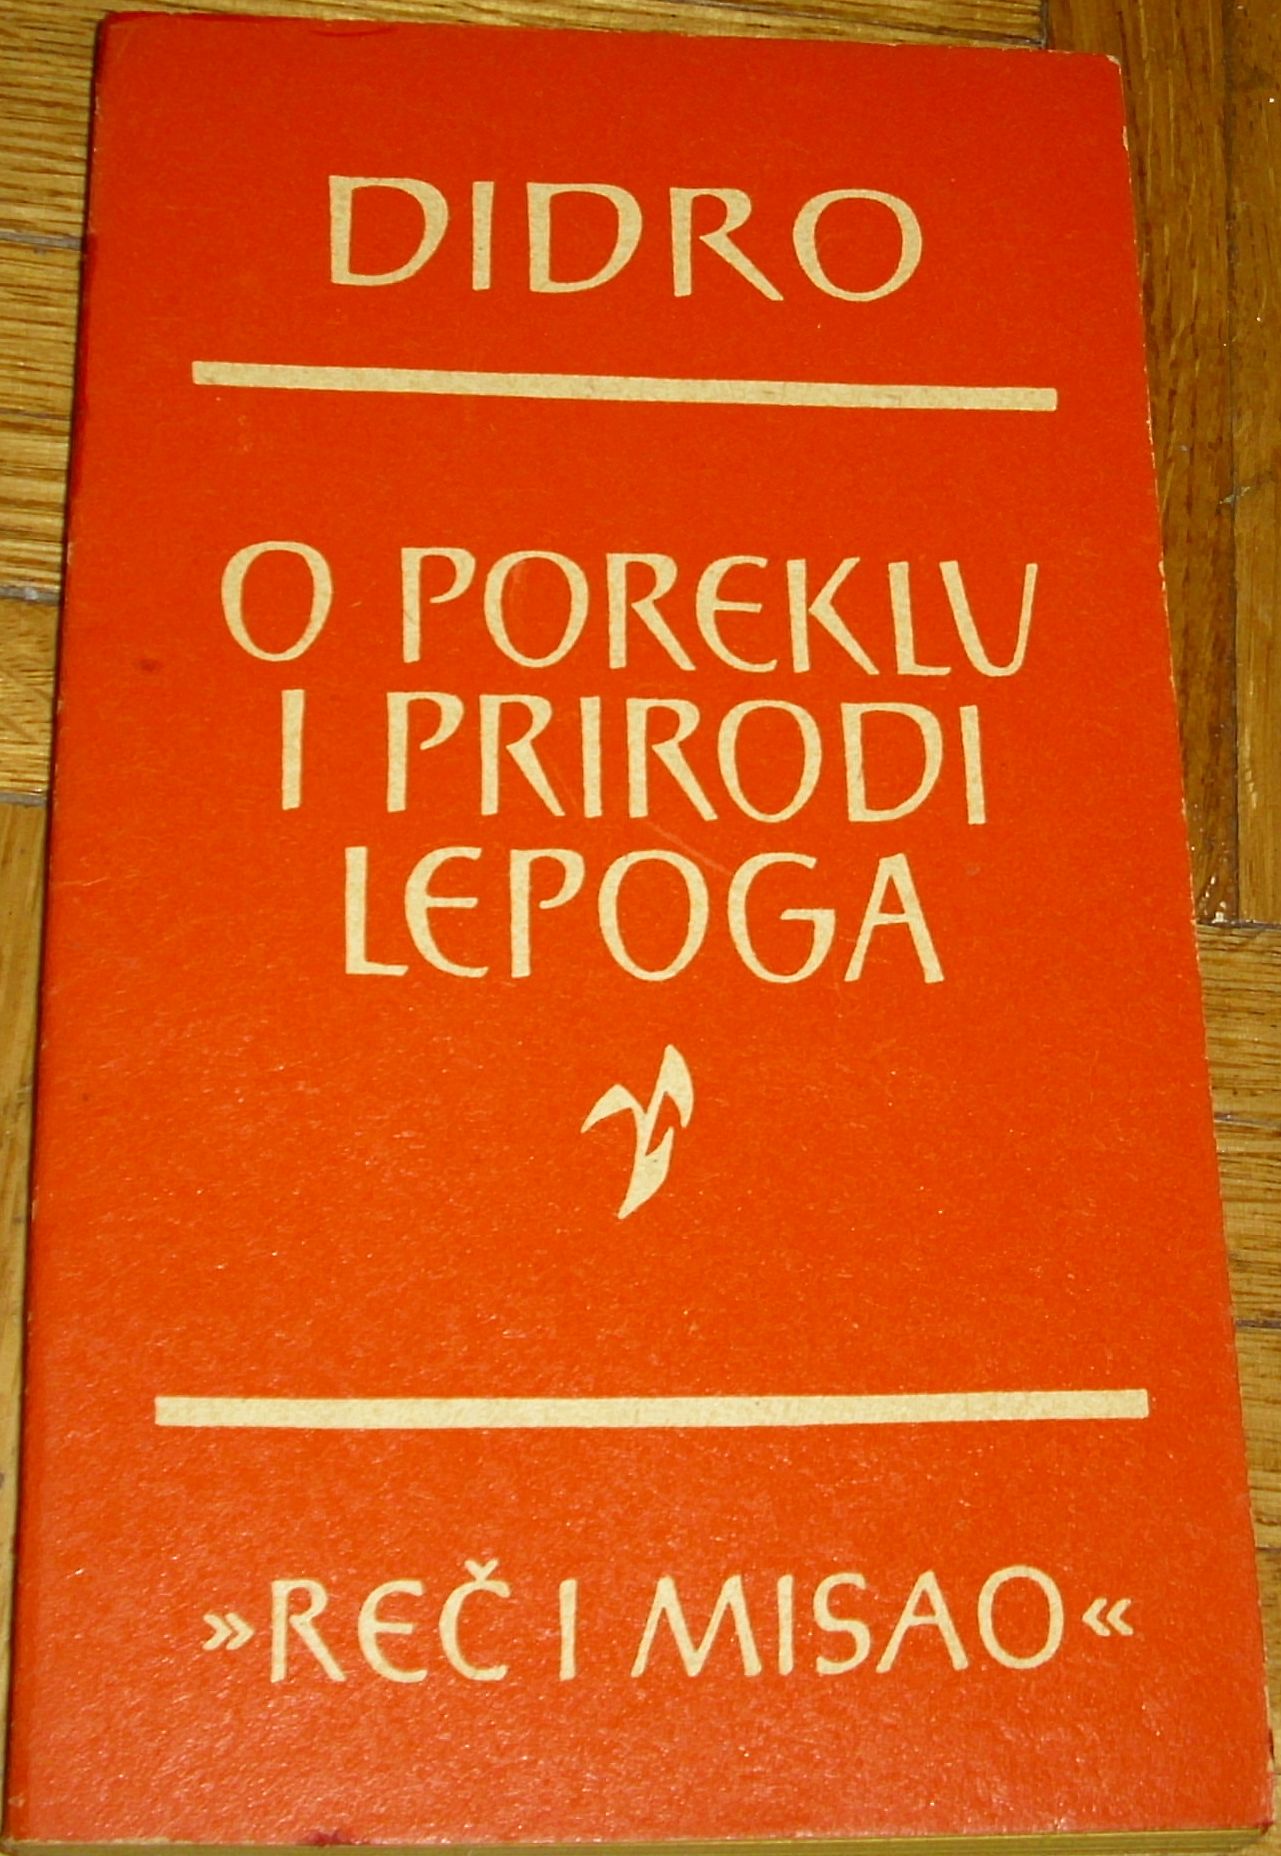 DIDRO
O POREKLU
I PRIRODI
LEPOGA
»REČ I MISAO«